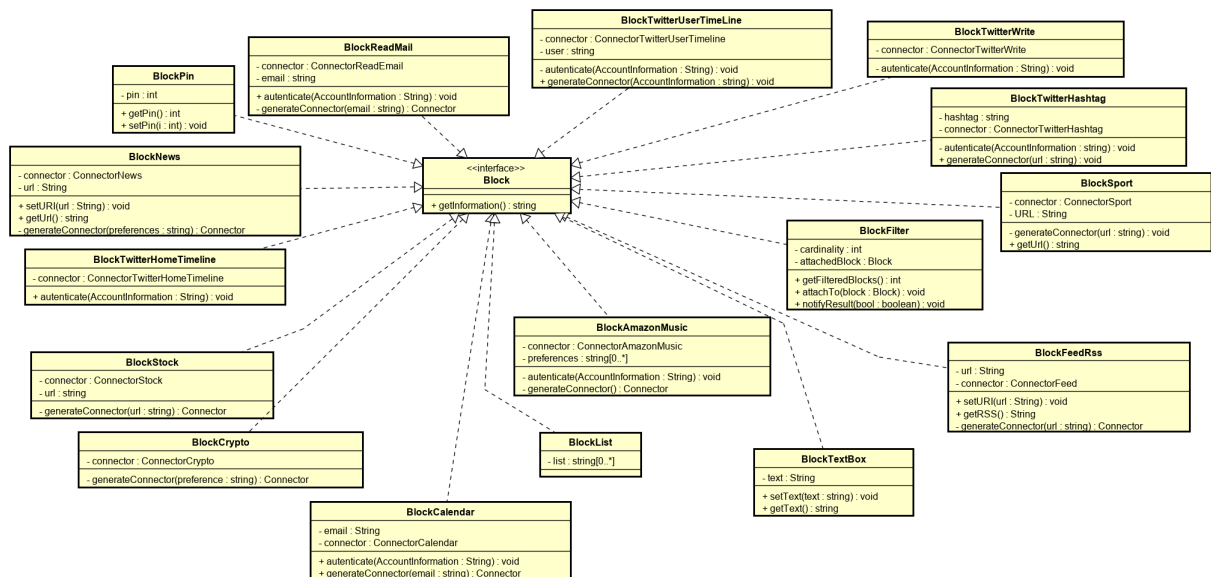 BlockTwitterUserTimeLine
- connector : ConnectorTwitterUserTimeline
- user : string
- autenticate(AccountInformation : String) : void
+ generateConnector(AccountInformation : string) : void
BlockTwitterWrite
- connector : ConnectorTwitterWrite
- autenticate(AccountInformation : String) : void
BlockReadMail
- connector : ConnectorReadEmail
- email : string
+ autenticate(AccountInformation : String) : void
- generateConnector(email : string) : Connector
BlockPin
- pin : int
+ getPin() : int
+ setPin(i : int) : void
BlockTwitterHashtag
- hashtag : string
- connector : ConnectorTwitterHashtag
- autenticate(AccountInformation : string) : void
+ generateConnector(url : string) : void
BlockNews
- connector : ConnectorNews
- url : String
+ setURI(url : String) : void
+ getUrl() : string
- generateConnector(preferences : string) : Connector
<<interface>>
Block
+ getInformation() : string
BlockSport
- connector : ConnectorSport
- URL : String
- generateConnector(url : string) : void
+ getUrl() : string
BlockFilter
- cardinality : int
- attachedBlock : Block
+ getFilteredBlocks() : int
+ attachTo(block : Block) : void
+ notifyResult(bool : boolean) : void
BlockTwitterHomeTimeline
- connector : ConnectorTwitterHomeTimeline
+ autenticate(AccountInformation : String) : void
BlockAmazonMusic
- connector : ConnectorAmazonMusic
- preferences : string[0..*]
- autenticate(AccountInformation : String) : void
- generateConnector() : Connector
BlockFeedRss
- url : String
- connector : ConnectorFeed
+ setURI(url : String) : void
+ getRSS() : String
- generateConnector(url : string) : Connector
BlockStock
- connector : ConnectorStock
- url : string
- generateConnector(url : string) : Connector
BlockCrypto
- connector : ConnectorCrypto
- generateConnector(preference : string) : Connector
BlockList
- list : string[0..*]
BlockTextBox
- text : String
+ setText(text : string) : void
+ getText() : string
BlockCalendar
- email : String
- connector : ConnectorCalendar
+ autenticate(AccountInformation : String) : void
+ generateConnector(email : string) : Connector